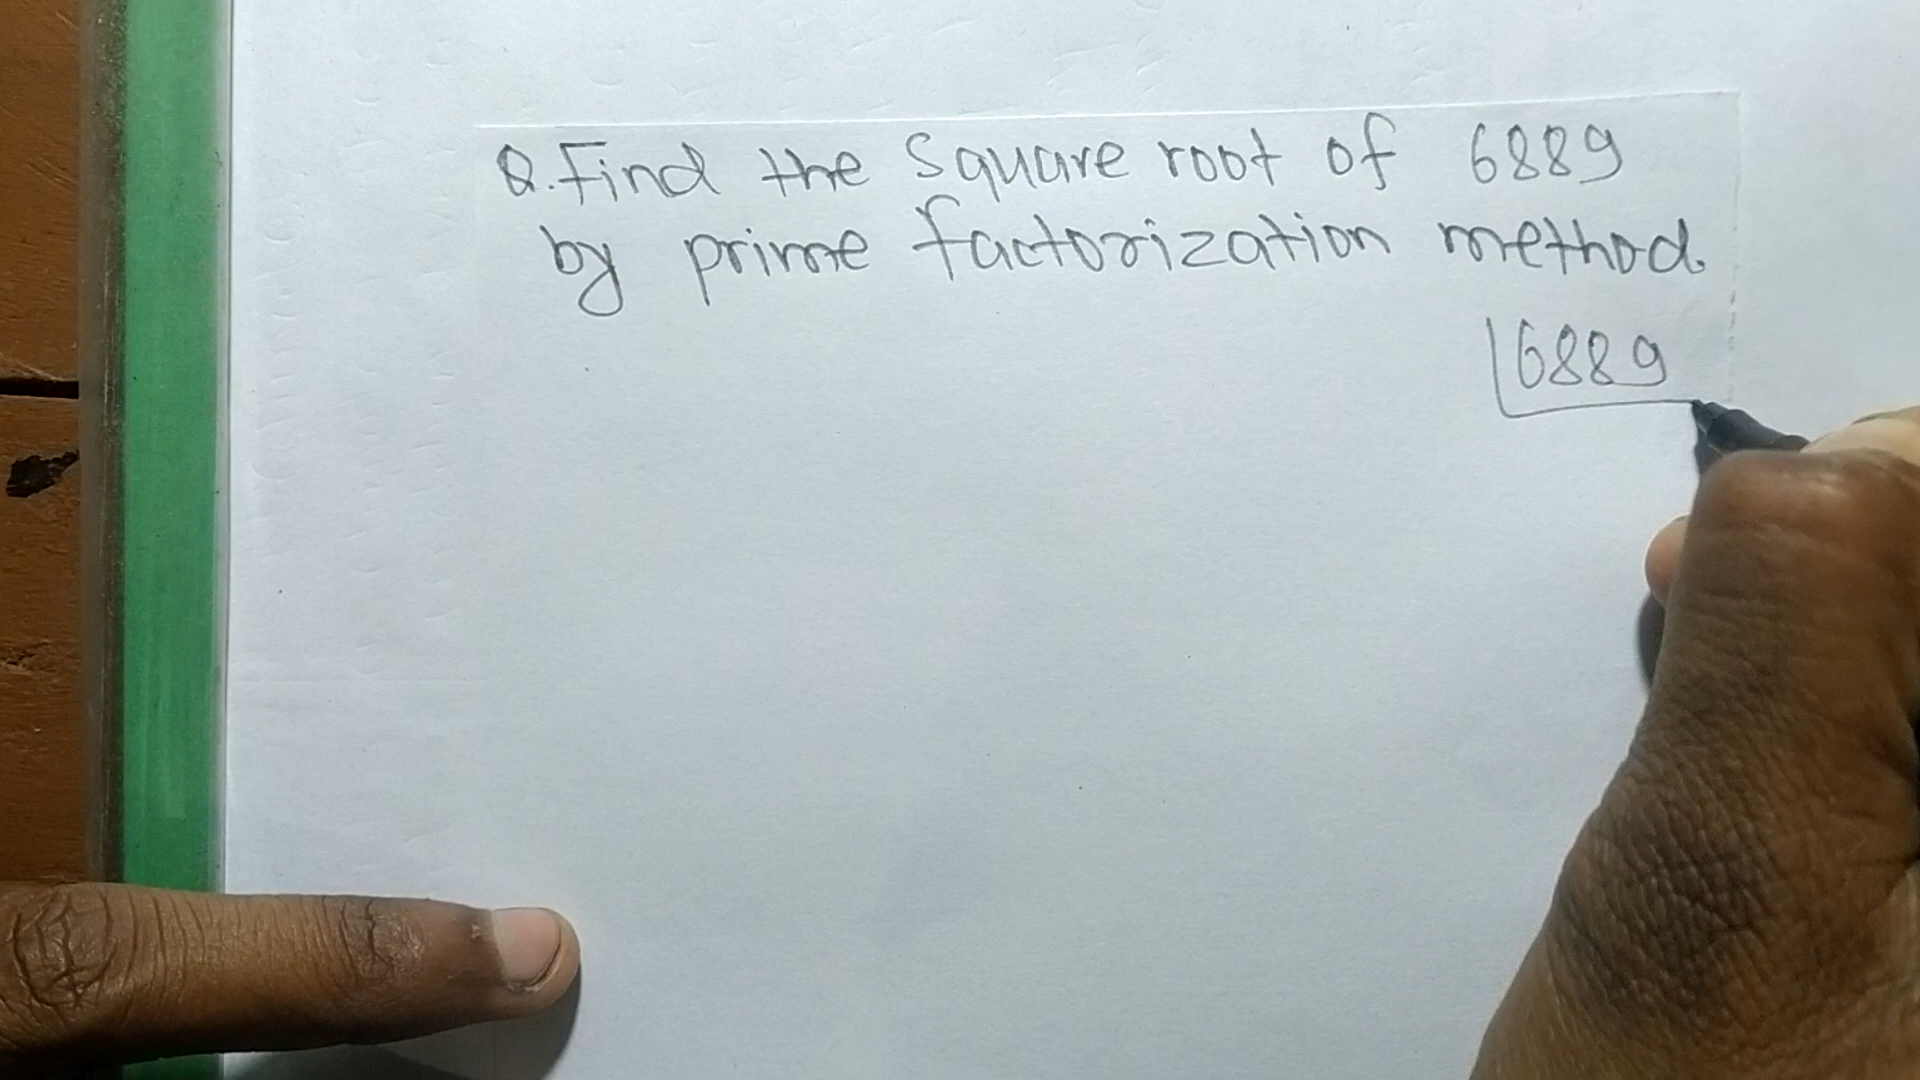 Q. Find the Square root of 6889
by prime factorization method.
6889